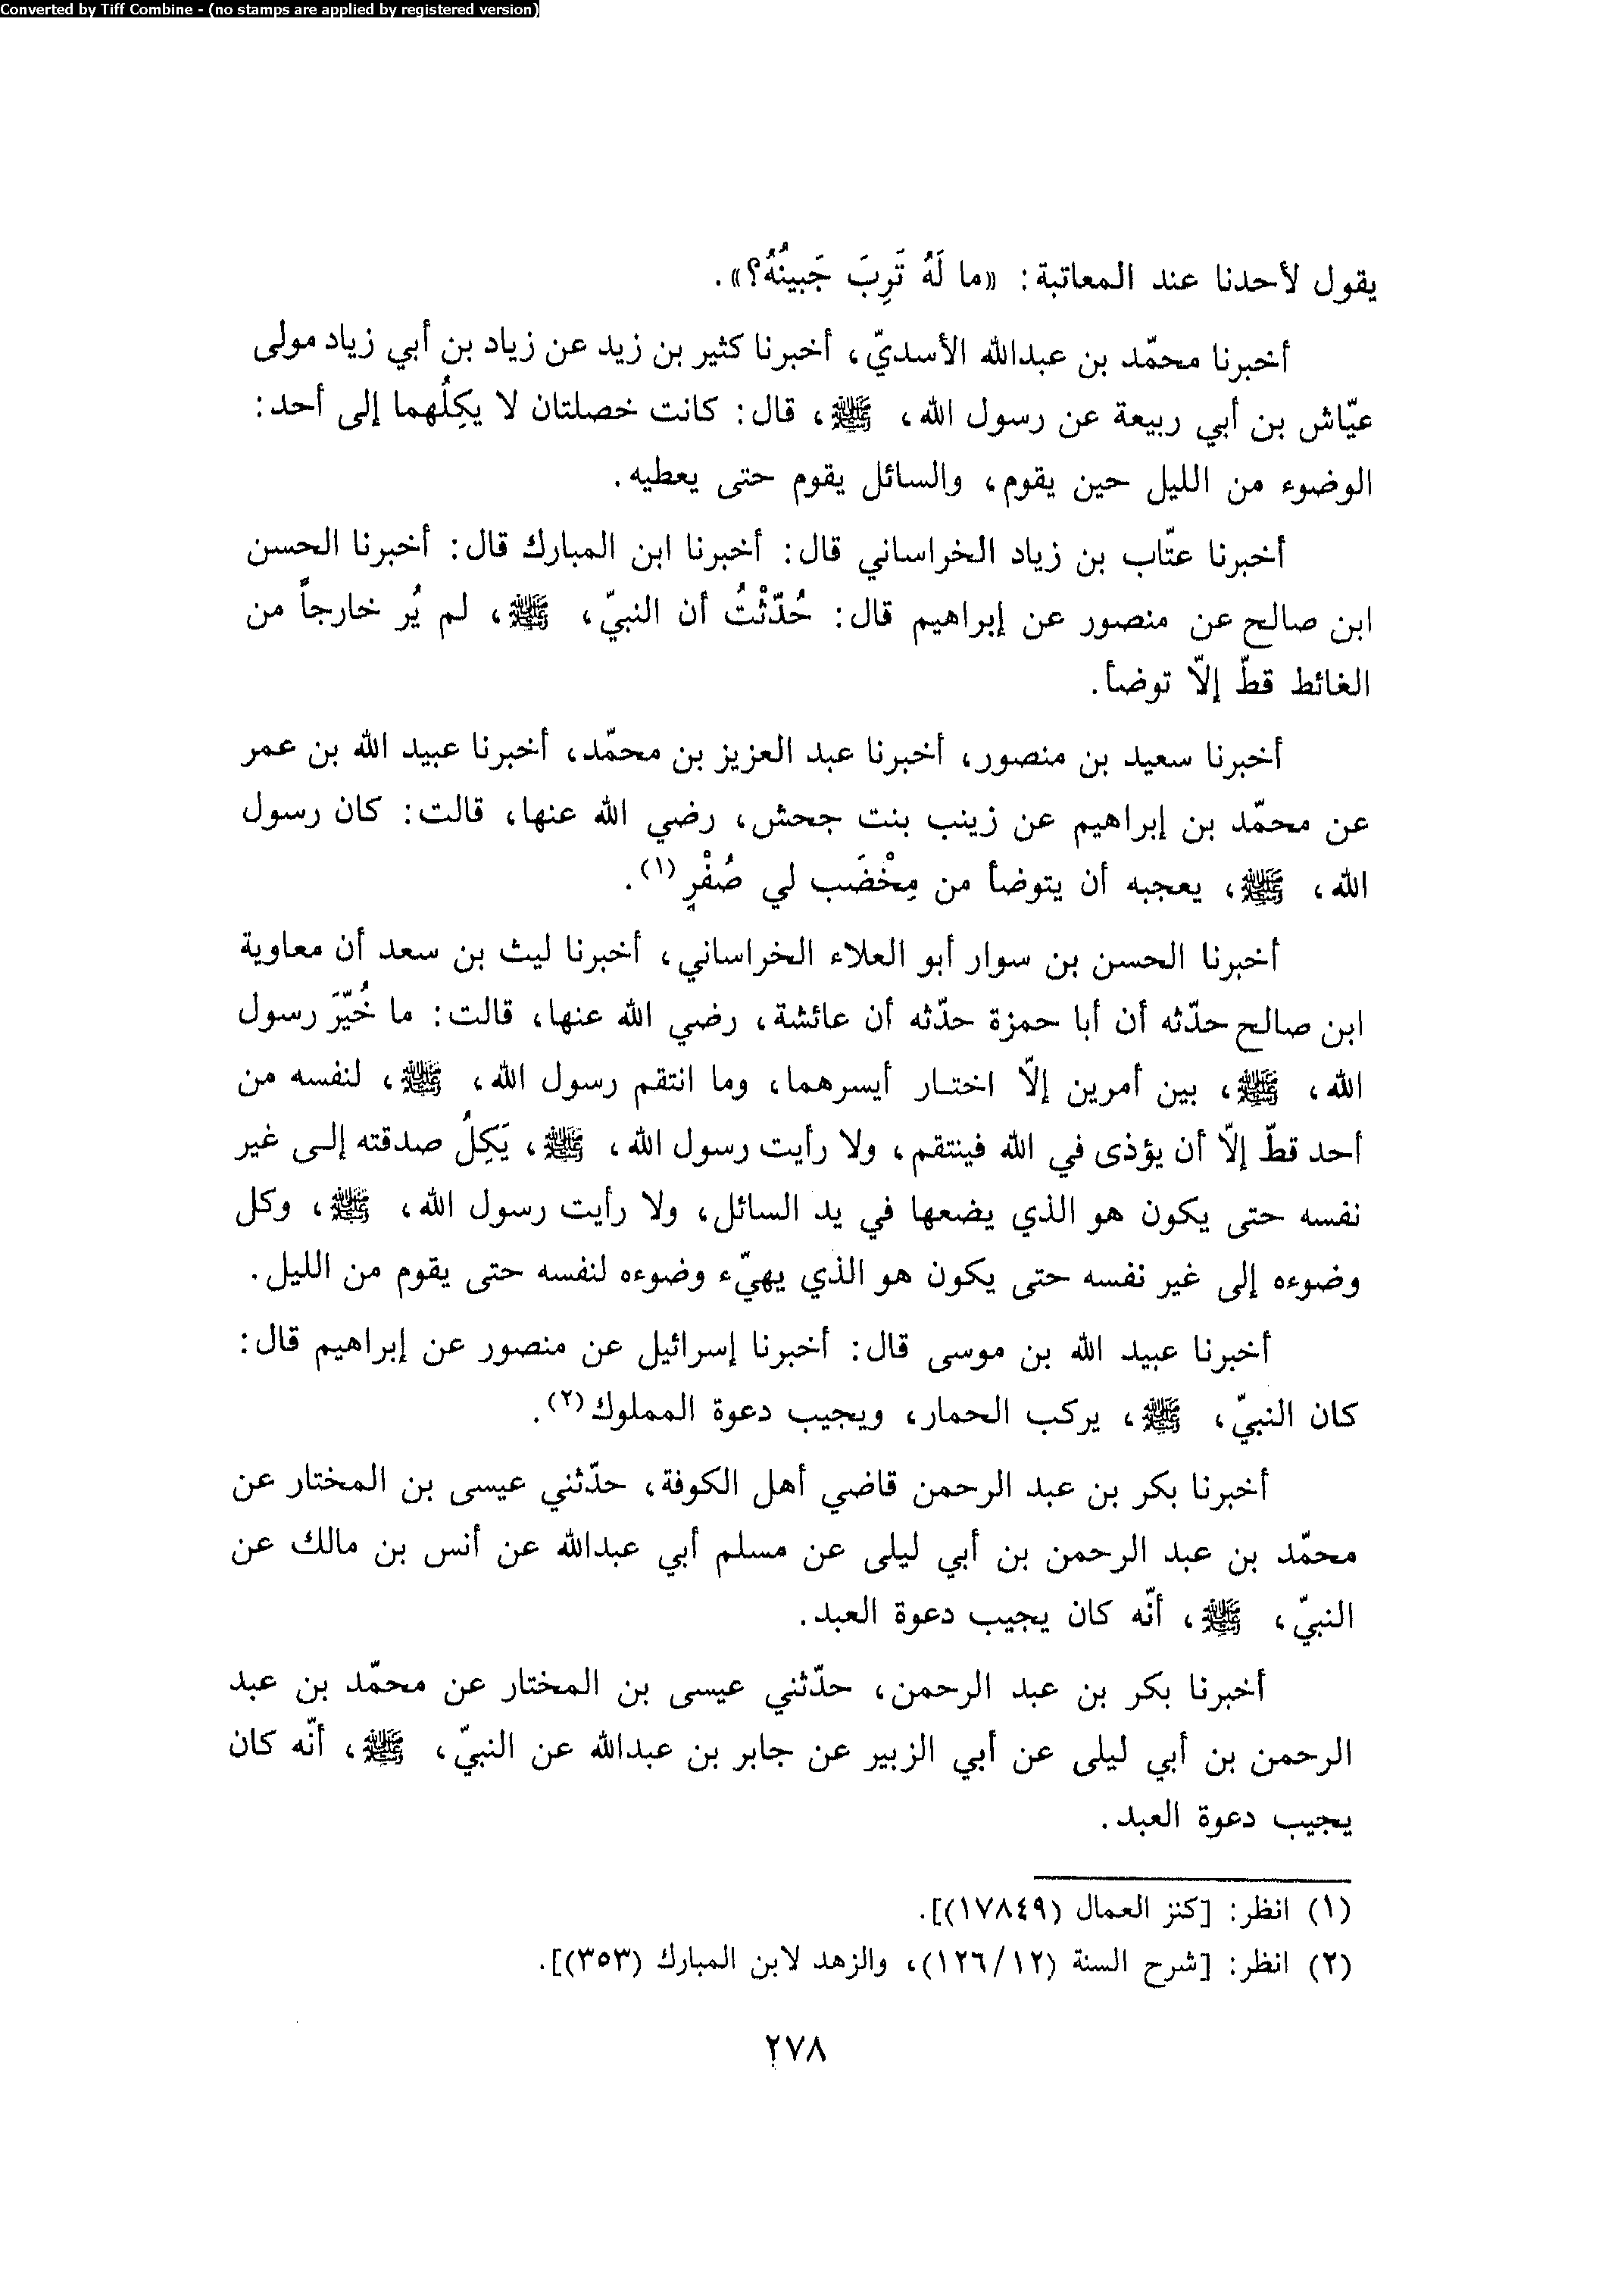 Converted by Tiff Combine - (no stamps are applied by registered version)
يقول لأحدنا عند المعاتبة: «ما لَهُ تَرِبَ جَبينُهُ؟».
أخبرنا محمّد بن عبدالله الأسديّ، أخبرنا كثير بن زيد عن زياد بن أبي زياد مولى
عيّاش بن أبي ربيعة عن رسول الله، ﷺ، قال: كانت خصلتان لا يكِلُهما إلى أحد:
الوضوء من الليل حين يقوم، والسائل يقوم حتى يعطيه.
أخبرنا عتّاب بن زياد الخراساني قال: أخبرنا ابن المبارك قال: أخبرنا الحسن
ابن صالح عن منصور عن إبراهيم قال: حُدّثْتُ أن النبيّ، ﷺ، لم يُر خارجاً من
الغائط قطّ إلاّ توضأ.
أخبرنا سعيد بن منصور، أخبرنا عبد العزيز بن محمّد، أخبرنا عبيد الله بن عمر
عن محمّد بن إبراهيم عن زينب بنت جحش، رضي الله عنها، قالت: كان رسول
الله، ﷺ، يعجبه أن يتوضأ من مِخْضَب لي صُفْرٍ(١).
أخبرنا الحسن بن سوار أبو العلاء الخراساني، أخبرنا ليث بن سعد أن معاوية
ابن صالح حدّثه أن أبا حمزة حدّثه أن عائشة، رضي الله عنها، قالت: ما خُيّرَ رسول
الله، ﷺ، بين أمرين إلاّ اختار أيسرهما، وما انتقم رسول الله، ﷺ، لنفسه من
أحد قطّ إلاّ أن يؤذى في الله فينتقم، ولا رأيت رسول الله، ﷺ، يَكِلُ صدقته إلى غير
نفسه حتى يكون هو الذي يضعها في يد السائل، ولا رأيت رسول الله، ﷺ، وكل
وضوءه إلى غير نفسه حتى يكون هو الذي يهيّء وضوءه لنفسه حتى يقوم من الليل.
أخبرنا عبيد الله بن موسى قال: أخبرنا إسرائيل عن منصور عن إبراهيم قال:
كان النبيّ، ﷺ، يركب الحمار، ويجيب دعوة المملوك(٢).
أخبرنا بكر بن عبد الرحمن قاضي أهل الكوفة، حدّثني عيسى بن المختار عن
محمّد بن عبد الرحمن بن أبي ليلى عن مسلم أبي عبدالله عن أنس بن مالك عن
النبيّ، ﷺ، أنّه كان يجيب دعوة العبد.
أخبرنا بكر بن عبد الرحمن، حدّثني عيسى بن المختار عن محمّد بن عبد
الرحمن بن أبي ليلى عن أبي الزبير عن جابر بن عبدالله عن النبيّ، ﷺ، أنّه كان
يجيب دعوة العبد.
(١) انظر: [كنز العمال (١٧٨٤٩)].
(٢) انظر: [شرح السنة (١٢٦/١٢)، والزهد لابن المبارك (٣٥٣)].
٢٧٨